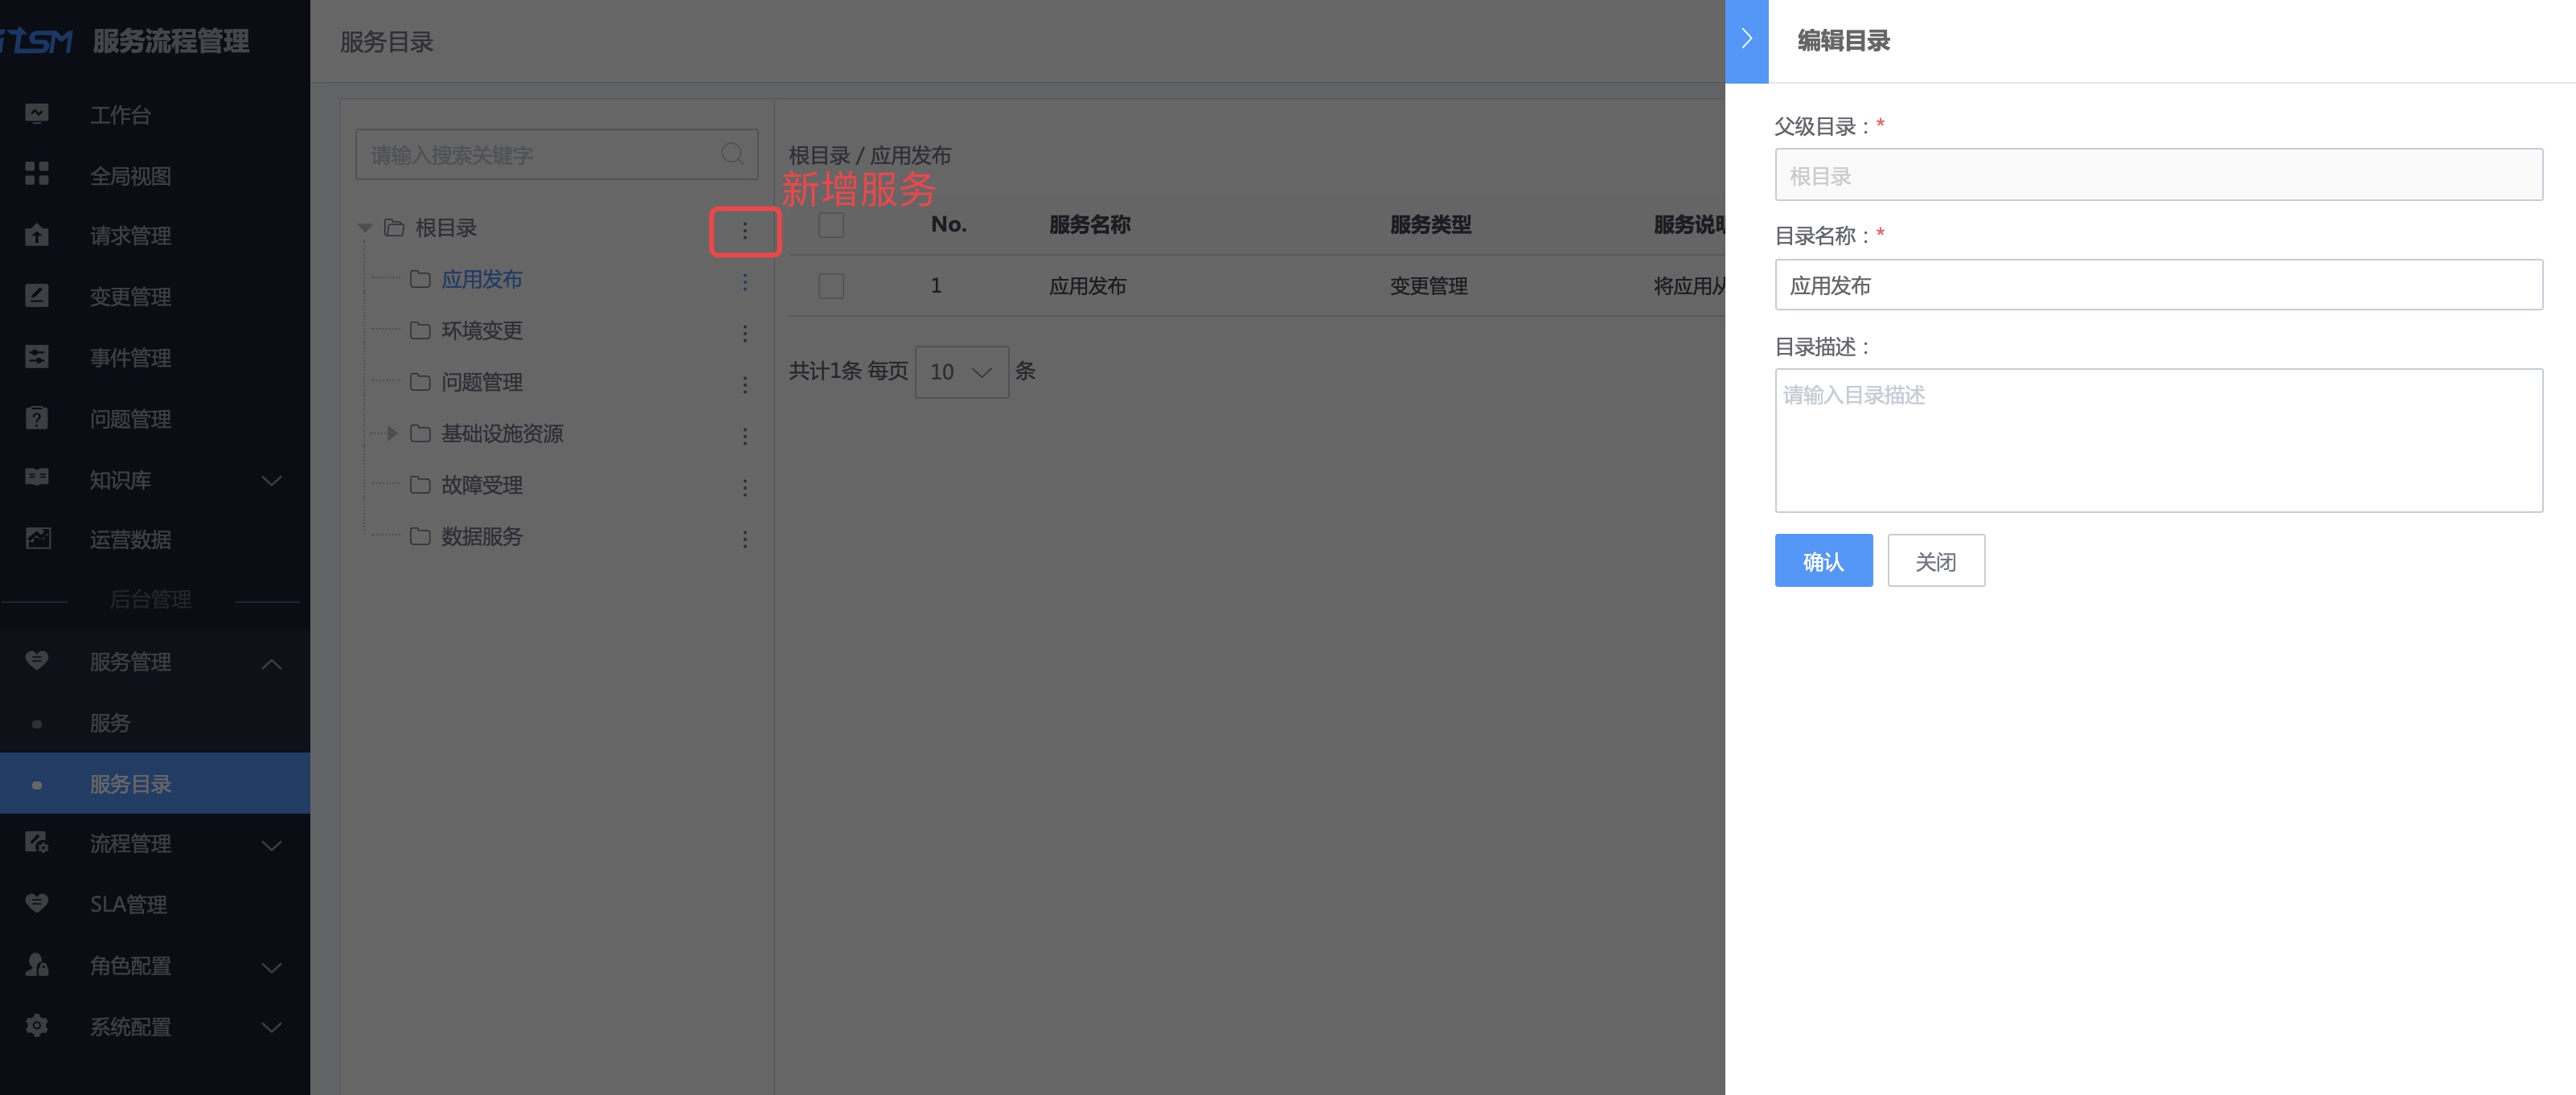 iTSM 服务流程管理
工作台
全局视图
请求管理
变更管理
事件管理
问题管理
知识库
运营数据
后台管理
服务管理
服务
服务目录
流程管理
SLA管理
角色配置
系统配置
服务目录
请输入搜索关键字
根目录
应用发布
环境变更
问题管理
基础设施资源
故障受理
数据服务
根目录 / 应用发布
新增服务
No. 服务名称 服务类型 服务说明
1 应用发布 变更管理 将应用从
共计1条 每页 10 条
编辑目录
父级目录：*
根目录
目录名称：*
应用发布
目录描述：
请输入目录描述
确认 关闭